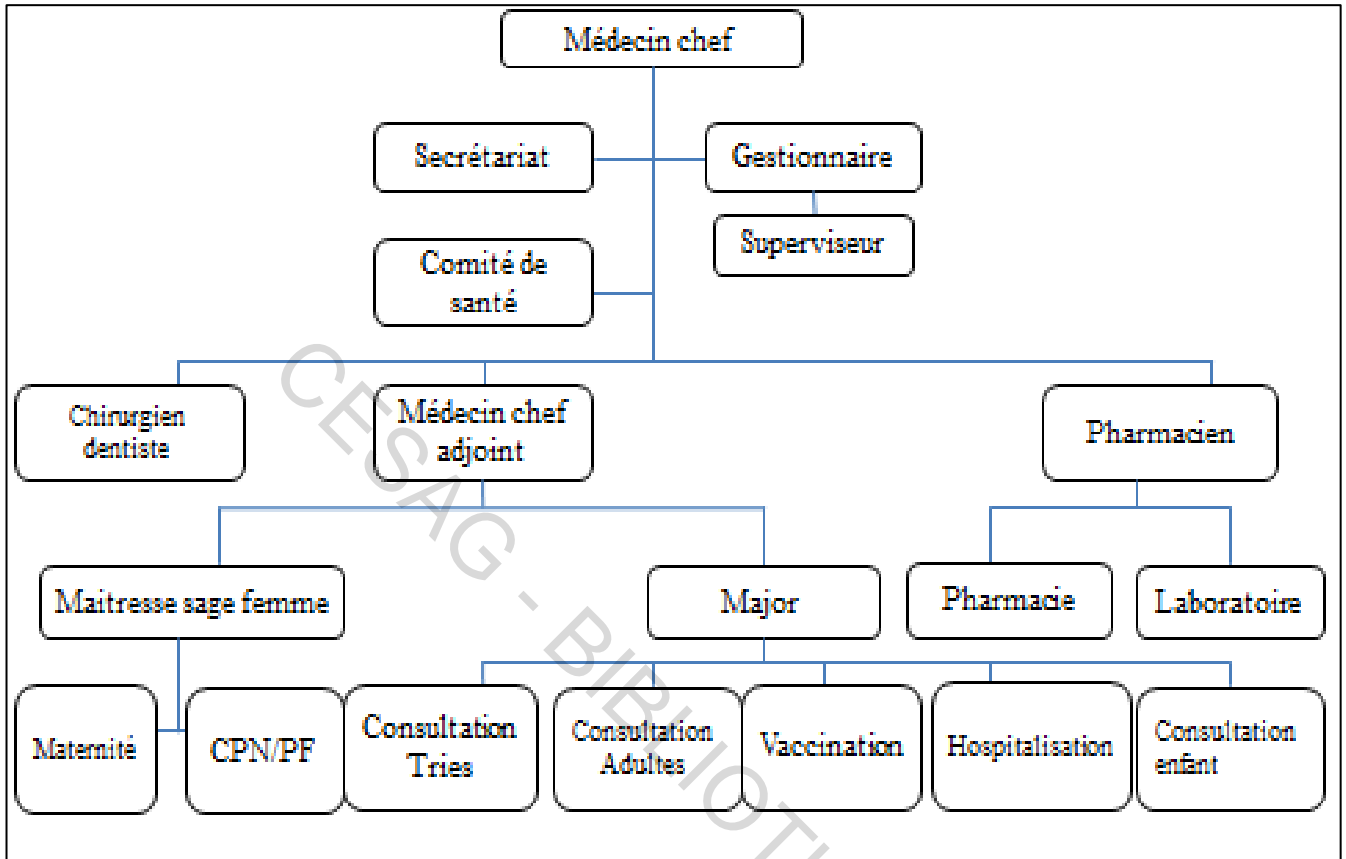 Médecin chef
Secrétariat
Gestionnaire
Superviseur
Comité de
santé
Chirurgien
dentiste
Médecin chef
adjoint
Pharmacien
Maitresse sage femme
Major
Pharmacie
Laboratoire
Maternité
CPN/PF
Consultation
Tries
Consultation
Adultes
Vaccination
Hospitalisation
Consultation
enfant
CESAG - BIBLIOT